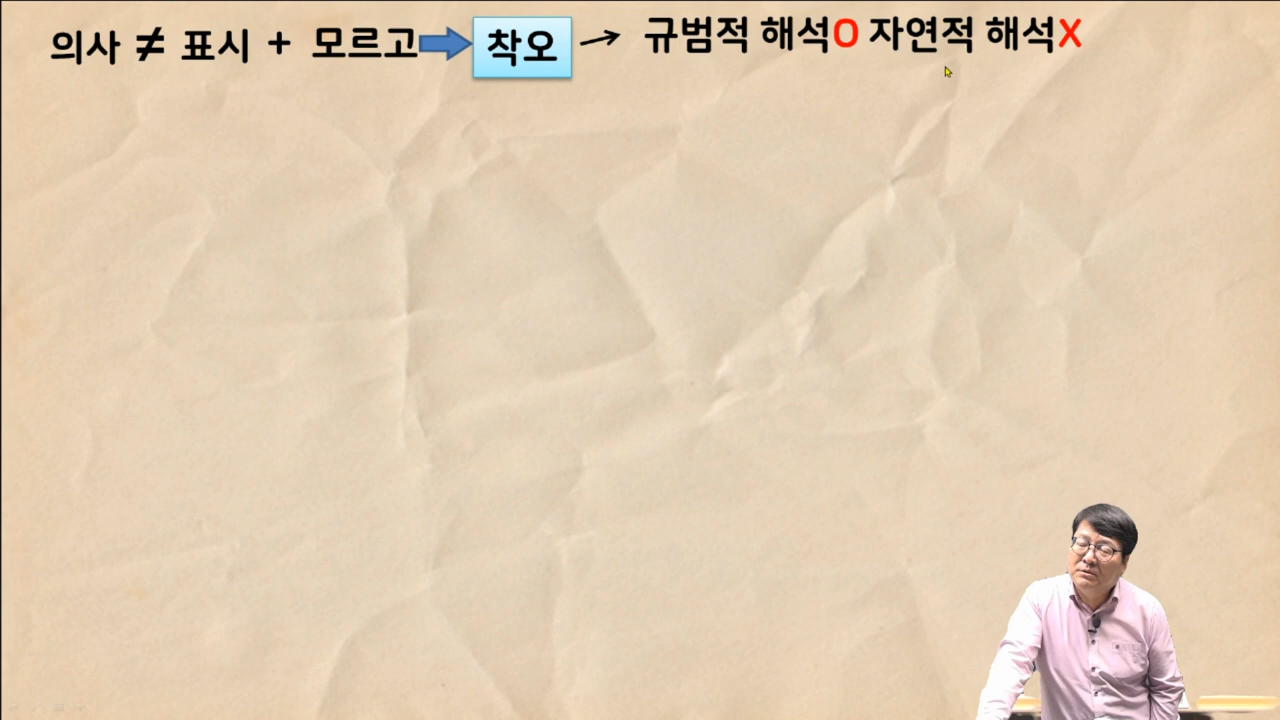 의사 ≠ 표시 + 모르고 착오 → 규범적 해석O 자연적 해석X